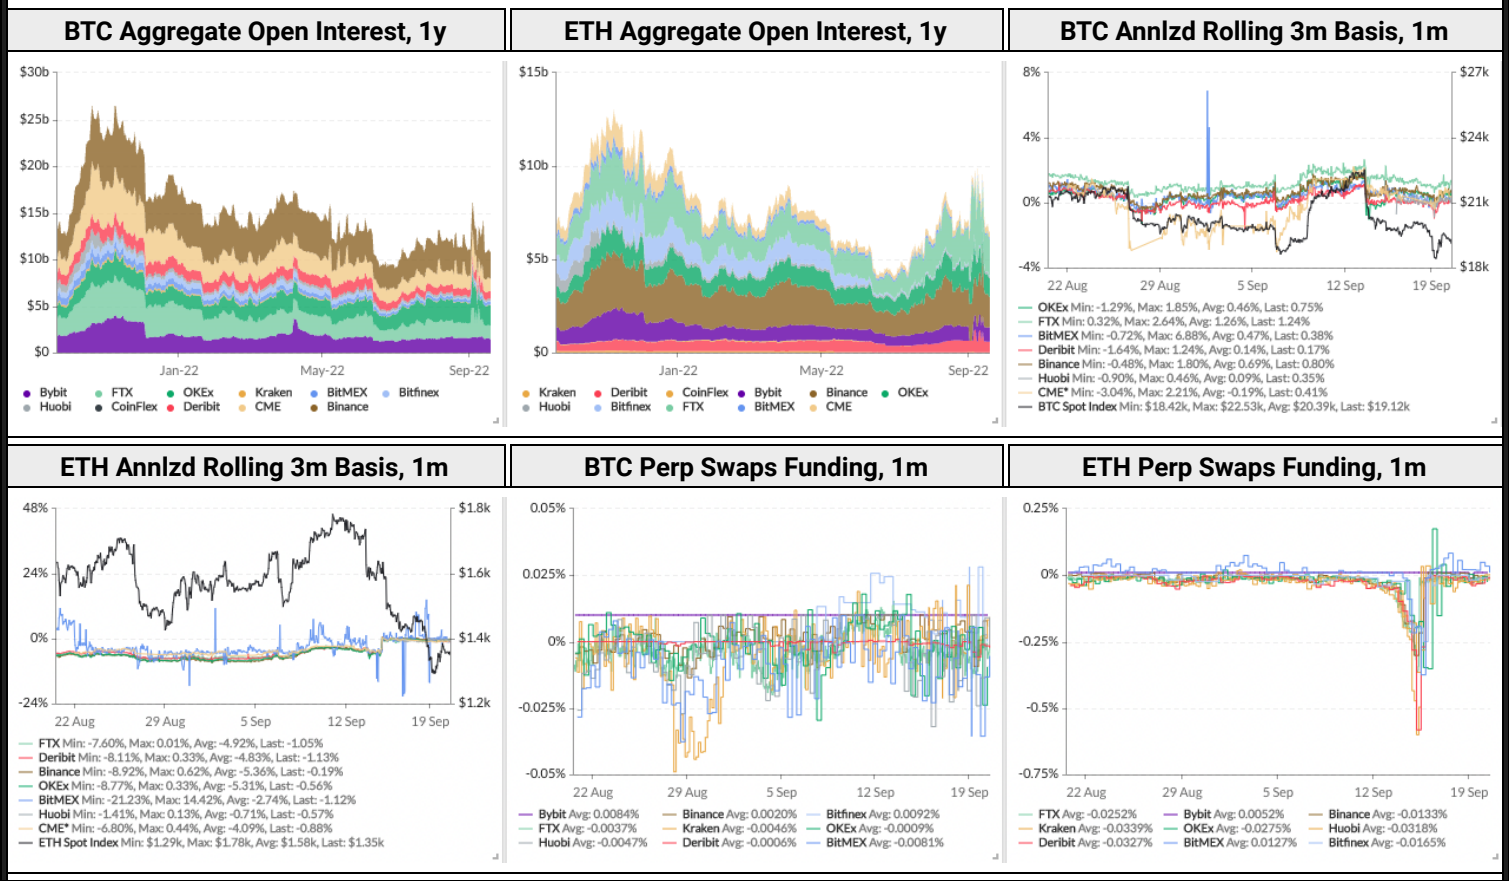 BTC Aggregate Open Interest, 1y
$30b
$25b
$20b
$15b
$10b
$5b
$0
Jan-22 May-22 Sep-22
Bybit FTX OKEx Kraken BitMEX Bitfinex
Huobi CoinFlex Deribit CME Binance
ETH Aggregate Open Interest, 1y
$15b
$10b
$5b
$0
Jan-22 May-22 Sep-22
Kraken Deribit CoinFlex Bybit Binance OKEx
Huobi Bitfinex FTX BitMEX CME
BTC Annlzd Rolling 3m Basis, 1m
8% $27k
4% $24k
0% $21k
-4% $18k
22 Aug 29 Aug 5 Sep 12 Sep 19 Sep
OKEx Min: -1.29%, Max: 1.85%, Avg: 0.46%, Last: 0.75%
FTX Min: 0.32%, Max: 2.64%, Avg: 1.26%, Last: 1.24%
BitMEX Min: -0.72%, Max: 6.88%, Avg: 0.47%, Last: 0.38%
Deribit Min: -1.64%, Max: 1.24%, Avg: 0.14%, Last: 0.17%
Binance Min: -0.48%, Max: 1.80%, Avg: 0.69%, Last: 0.80%
Huobi Min: -0.90%, Max: 0.46%, Avg: 0.09%, Last: 0.35%
CME* Min: -3.04%, Max: 2.21%, Avg: -0.19%, Last: 0.41%
BTC Spot Index Min: $18.42k, Max: $22.53k, Avg: $20.39k, Last: $19.12k
ETH Annlzd Rolling 3m Basis, 1m
48% $1.8k
24% $1.6k
0% $1.4k
-24% $1.2k
22 Aug 29 Aug 5 Sep 12 Sep 19 Sep
FTX Min: -7.60%, Max: 0.01%, Avg: -4.92%, Last: -1.05%
Deribit Min: -8.11%, Max: 0.33%, Avg: -4.83%, Last: -1.13%
Binance Min: -8.92%, Max: 0.62%, Avg: -5.36%, Last: -0.19%
OKEx Min: -8.77%, Max: 0.33%, Avg: -5.31%, Last: -0.56%
BitMEX Min: -21.23%, Max: 14.42%, Avg: -2.74%, Last: -1.12%
Huobi Min: -1.41%, Max: 0.13%, Avg: -0.71%, Last: -0.57%
CME* Min: -6.80%, Max: 0.44%, Avg: -4.09%, Last: -0.88%
ETH Spot Index Min: $1.29k, Max: $1.78k, Avg: $1.58k, Last: $1.35k
BTC Perp Swaps Funding, 1m
0.05%
0.025%
0%
-0.025%
-0.05%
22 Aug 29 Aug 5 Sep 12 Sep 19 Sep
Bybit Avg: 0.0084% Binance Avg: 0.0020% Bitfinex Avg: 0.0092%
FTX Avg: -0.0037% Kraken Avg: -0.0046% OKEx Avg: -0.0009%
Huobi Avg: -0.0047% Deribit Avg: -0.0006% BitMEX Avg: -0.0081%
ETH Perp Swaps Funding, 1m
0.25%
0%
-0.25%
-0.5%
-0.75%
22 Aug 29 Aug 5 Sep 12 Sep 19 Sep
FTX Avg: -0.0252% Bybit Avg: 0.0052% Binance Avg: -0.0133%
Kraken Avg: -0.0339% OKEx Avg: -0.0275% Huobi Avg: -0.0318%
Deribit Avg: -0.0327% BitMEX Avg: 0.0127% Bitfinex Avg: -0.0165%